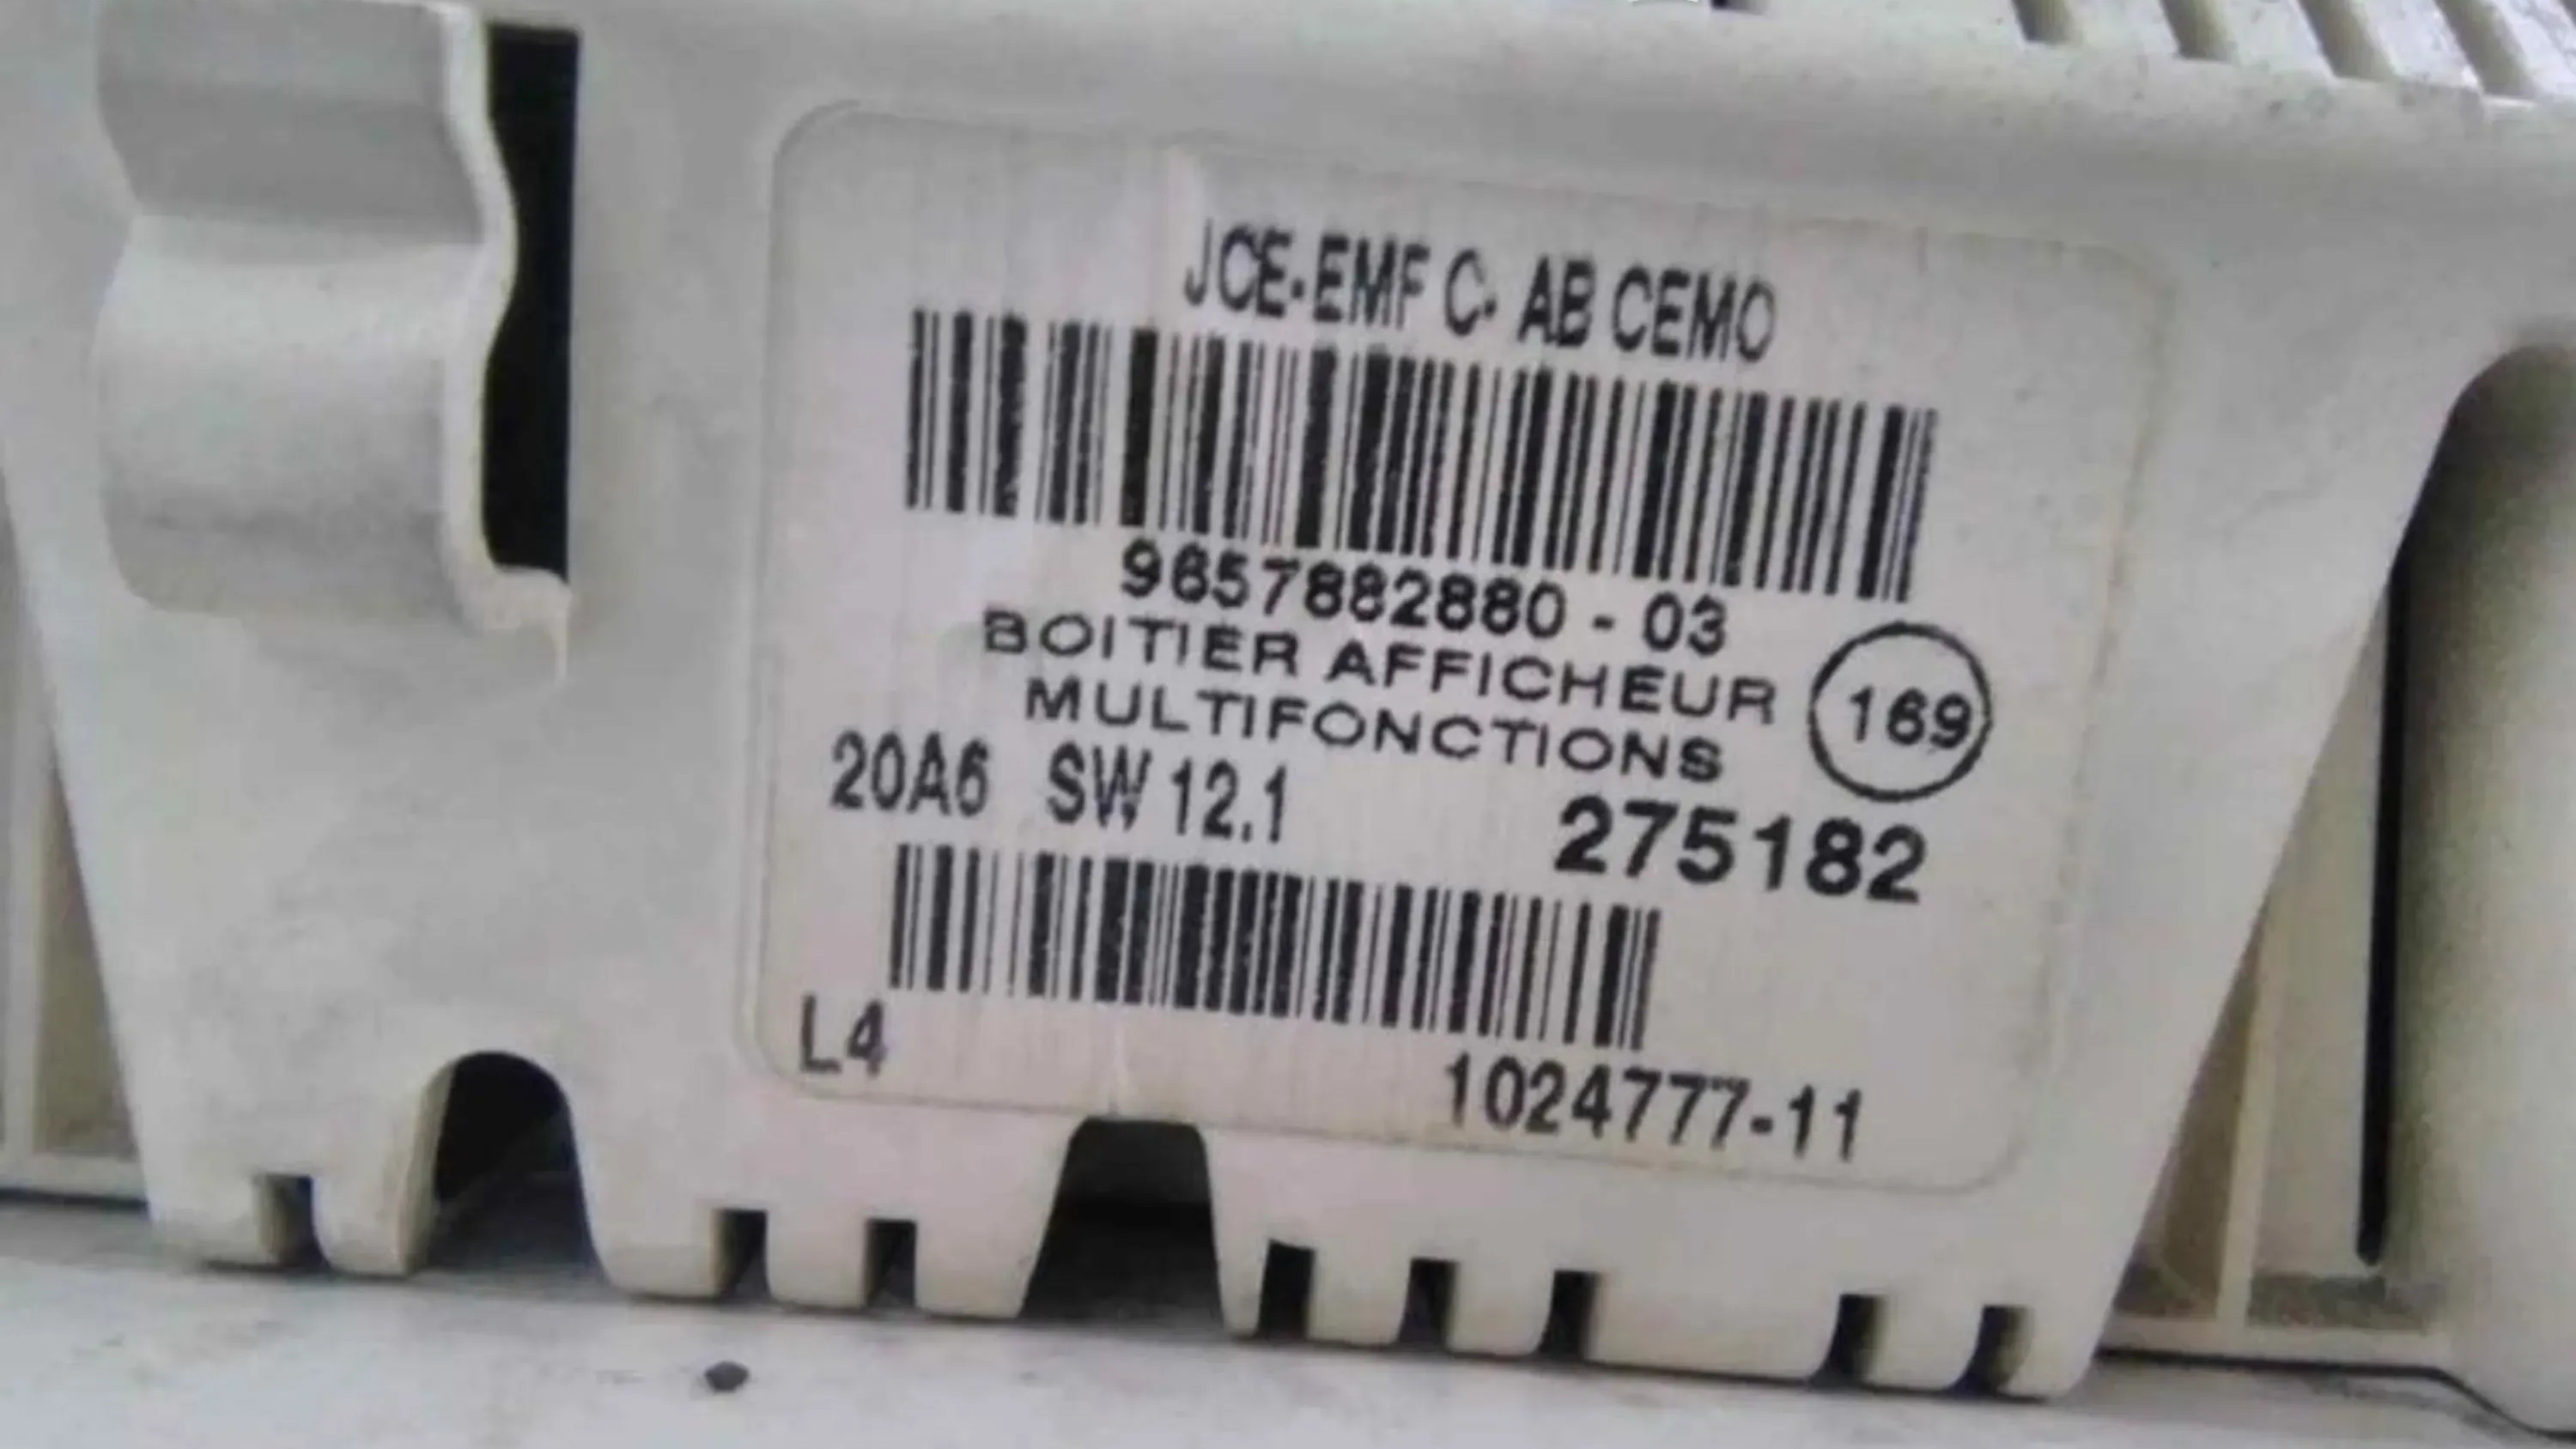 JCE-EMF C- AB CEMO
9657882880 - 03
BOITIER AFFICHEUR
MULTIFONCTIONS
169
20A6 SW 12.1
275182
L4
1024777-11